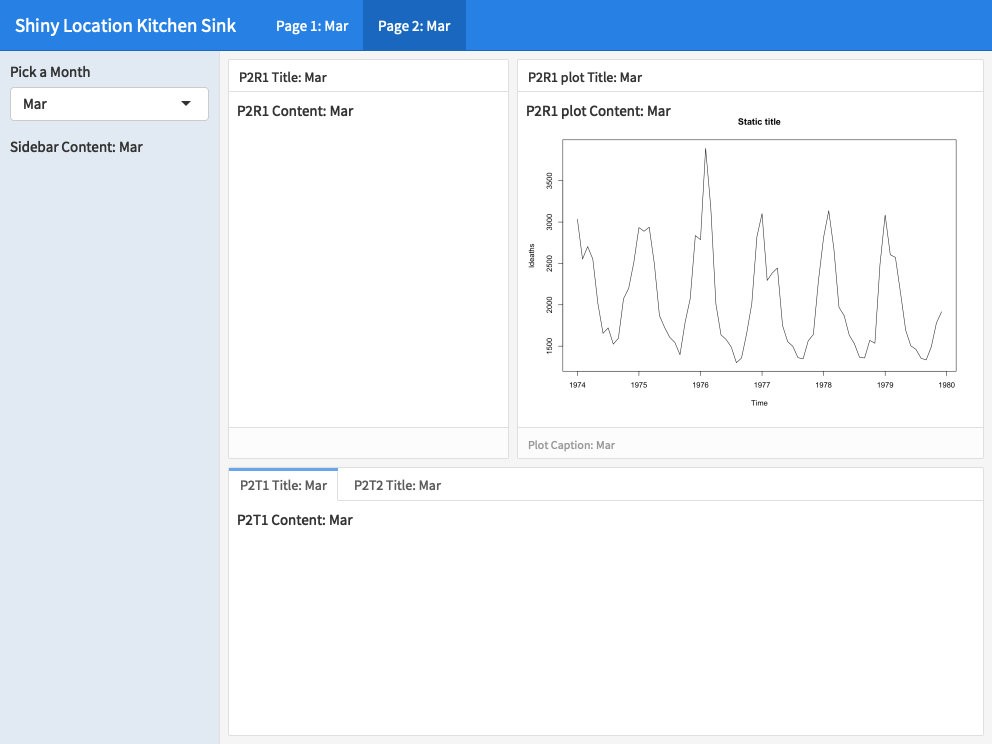 Shiny Location Kitchen Sink
Page 1: Mar
Page 2: Mar
Pick a Month
Mar
Sidebar Content: Mar
P2R1 Title: Mar
P2R1 Content: Mar
P2R1 plot Title: Mar
P2R1 plot Content: Mar
Static title
3500
3000
2500
2000
1500
ldeaths
1974 1975 1976 1977 1978 1979 1980
Time
Plot Caption: Mar
P2T1 Title: Mar
P2T2 Title: Mar
P2T1 Content: Mar